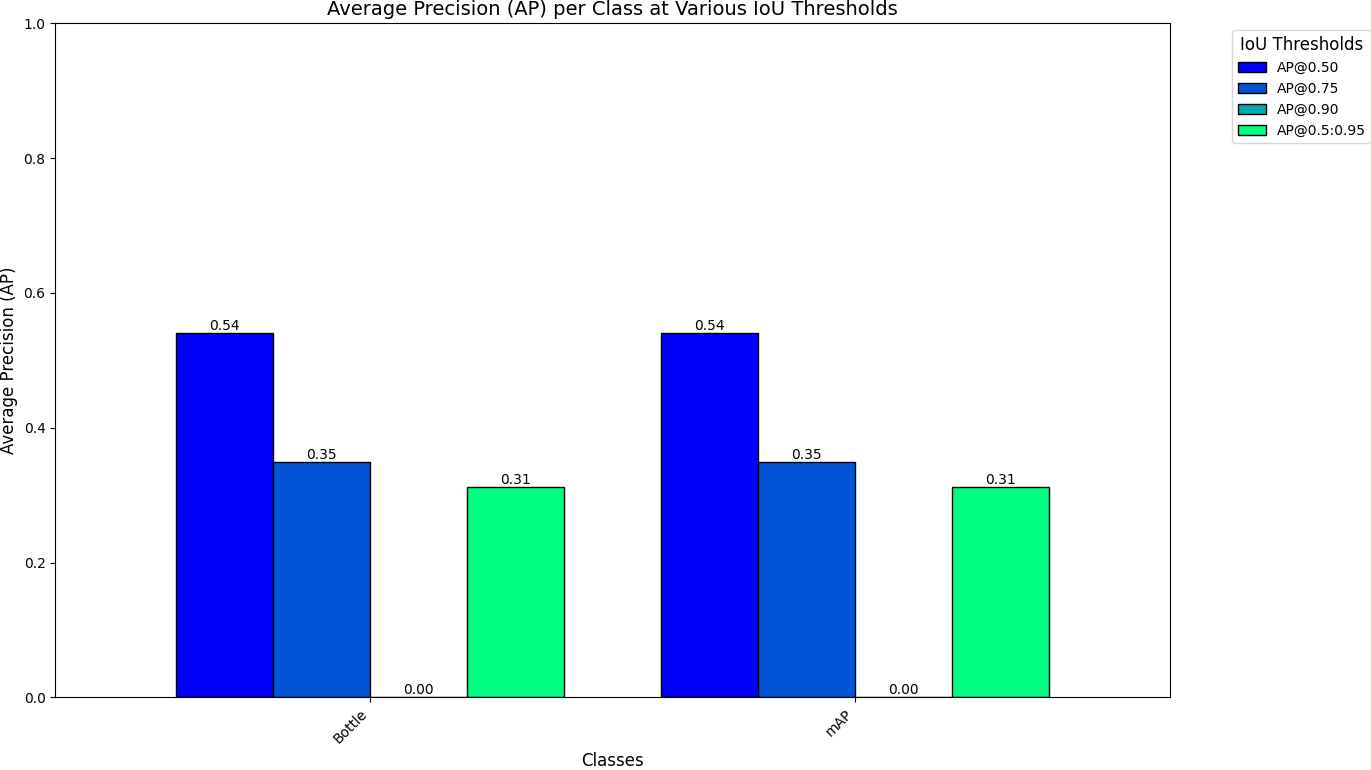 Average Precision (AP) per Class at Various IoU Thresholds
IoU Thresholds
AP@0.50
AP@0.75
AP@0.90
AP@0.5:0.95
Average Precision (AP)
1.0
0.8
0.6
0.4
0.2
0.0
0.54
0.35
0.00
0.31
0.54
0.35
0.00
0.31
Bottle
mAP
Classes